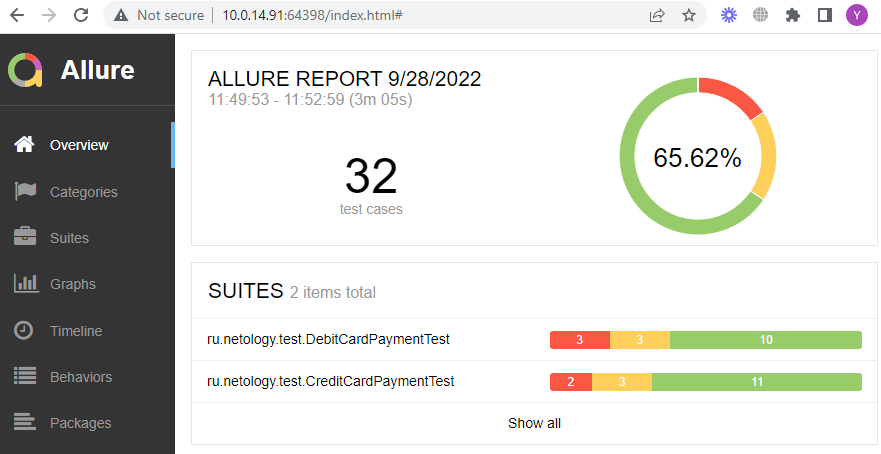 Not secure | 10.0.14.91:64398/index.html#
Y
Allure
Overview
Categories
Suites
Graphs
Timeline
Behaviors
Packages
ALLURE REPORT 9/28/2022
11:49:53 - 11:52:59 (3m 05s)
32
test cases
65.62%
SUITES 2 items total
ru.netology.test.DebitCardPaymentTest 3 3 10
ru.netology.test.CreditCardPaymentTest 2 3 11
Show all